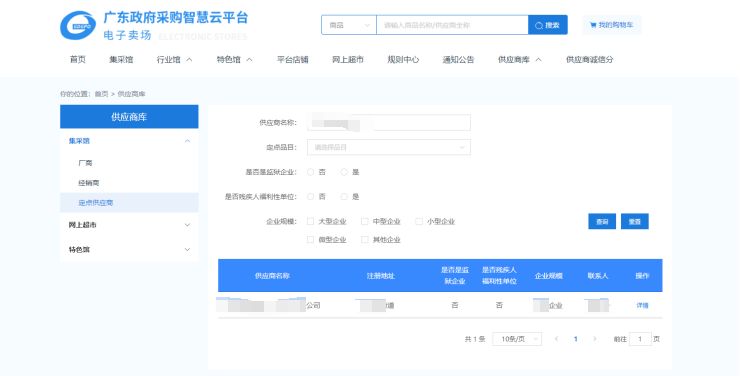 广东政府采购智慧云平台
电子卖场 ELECTRONIC STORES
商品 请输入商品名称/供应商全称 搜索 我的购物车
首页 集采馆 行业馆 特色馆 平台店铺 网上超市 规则中心 通知公告 供应商库 供应商诚信分
你的位置：首页 > 供应商库
供应商库
集采馆
厂商
经销商
定点供应商
网上超市
特色馆
供应商名称：
定点品目： 请选择品目
是否是监狱企业： 否 是
是否残疾人福利性单位： 否 是
企业规模： 大型企业 中型企业 小型企业
微型企业 其他企业
查询 重置
供应商名称 注册地址 是否是监狱企业 是否残疾人福利性单位 企业规模 联系人 操作
公司 道 否 否 企业 详情
共 1 条 10条/页 < 1 > 前往 1 页